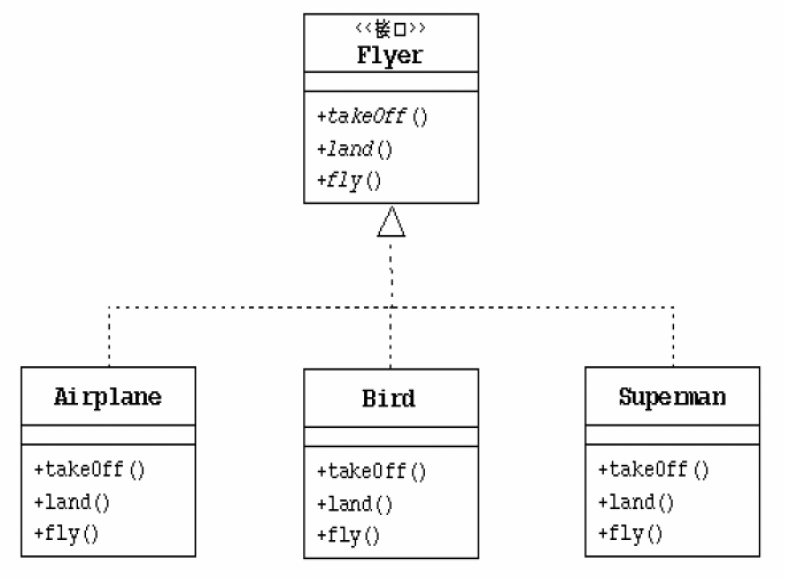 <<接口>>
Flyer
+takeOff()
+land()
+fly()
Airplane
+takeOff()
+land()
+fly()
Bird
+takeOff()
+land()
+fly()
Superman
+takeOff()
+land()
+fly()